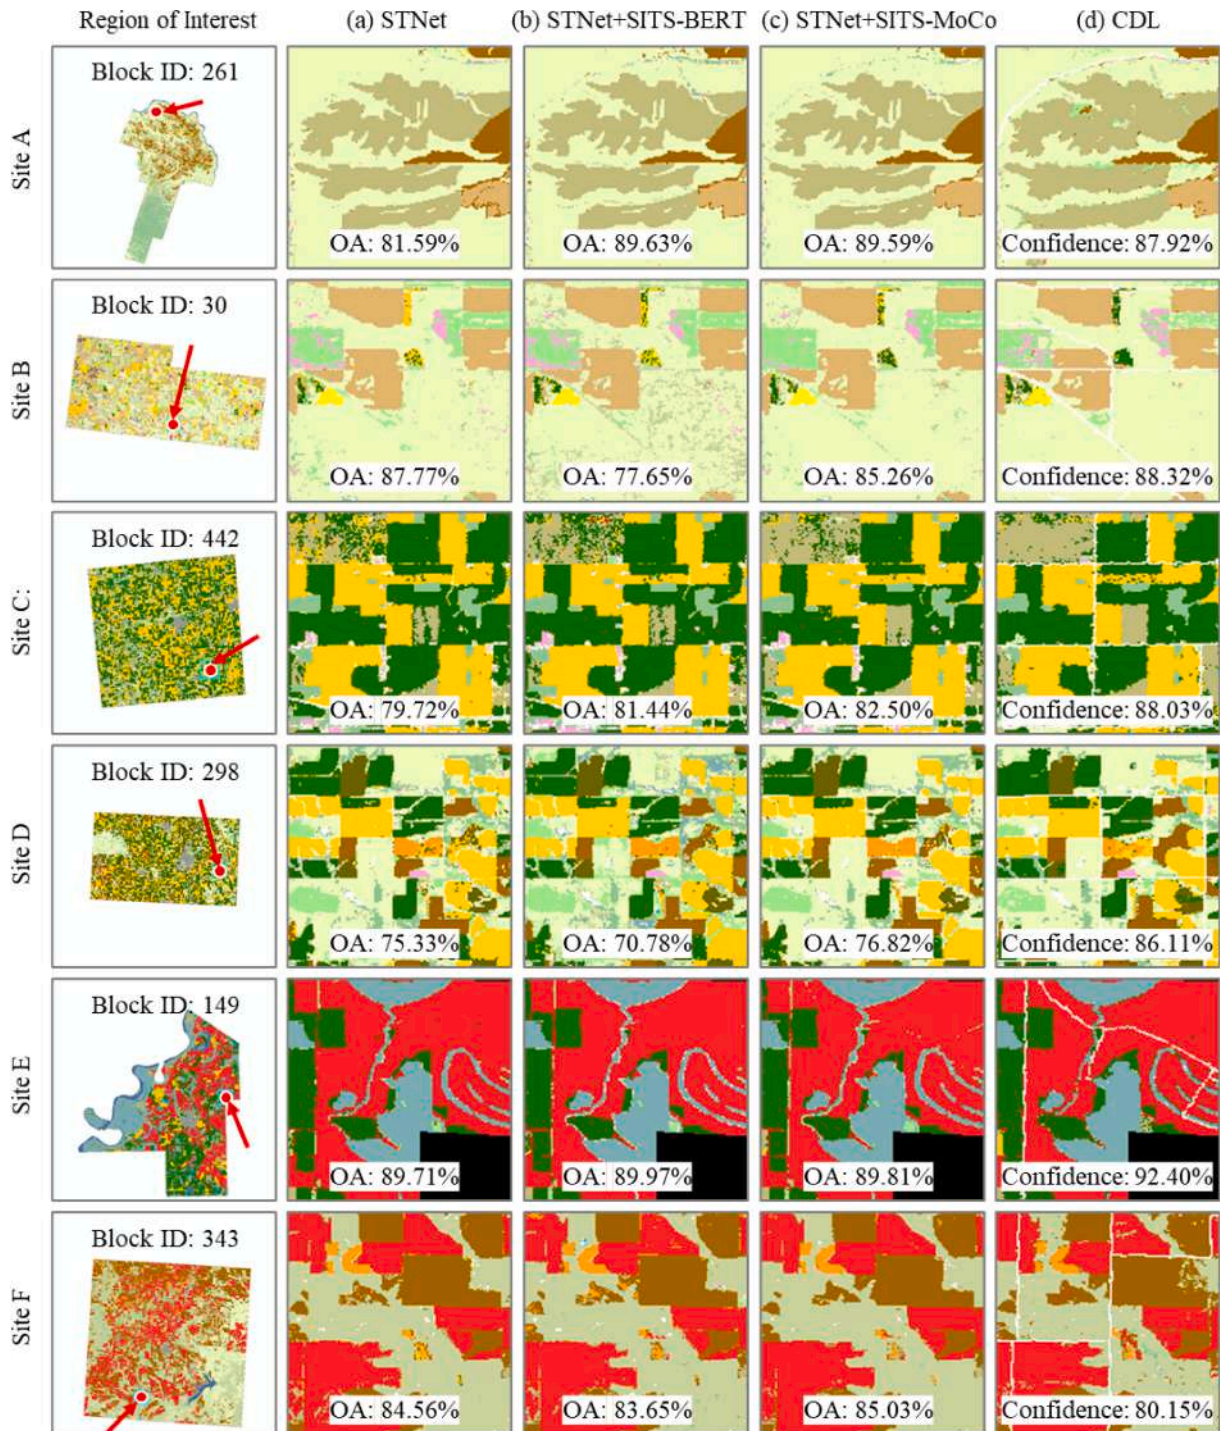 Region of Interest (a) STNet (b) STNet+SITS-BERT (c) STNet+SITS-MoCo (d) CDL
Site A
Block ID: 261
OA: 81.59% OA: 89.63% OA: 89.59% Confidence: 87.92%
Site B
Block ID: 30
OA: 87.77% OA: 77.65% OA: 85.26% Confidence: 88.32%
Site C:
Block ID: 442
OA: 79.72% OA: 81.44% OA: 82.50% Confidence: 88.03%
Site D
Block ID: 298
OA: 75.33% OA: 70.78% OA: 76.82% Confidence: 86.11%
Site E
Block ID: 149
OA: 89.71% OA: 89.97% OA: 89.81% Confidence: 92.40%
Site F
Block ID: 343
OA: 84.56% OA: 83.65% OA: 85.03% Confidence: 80.15%